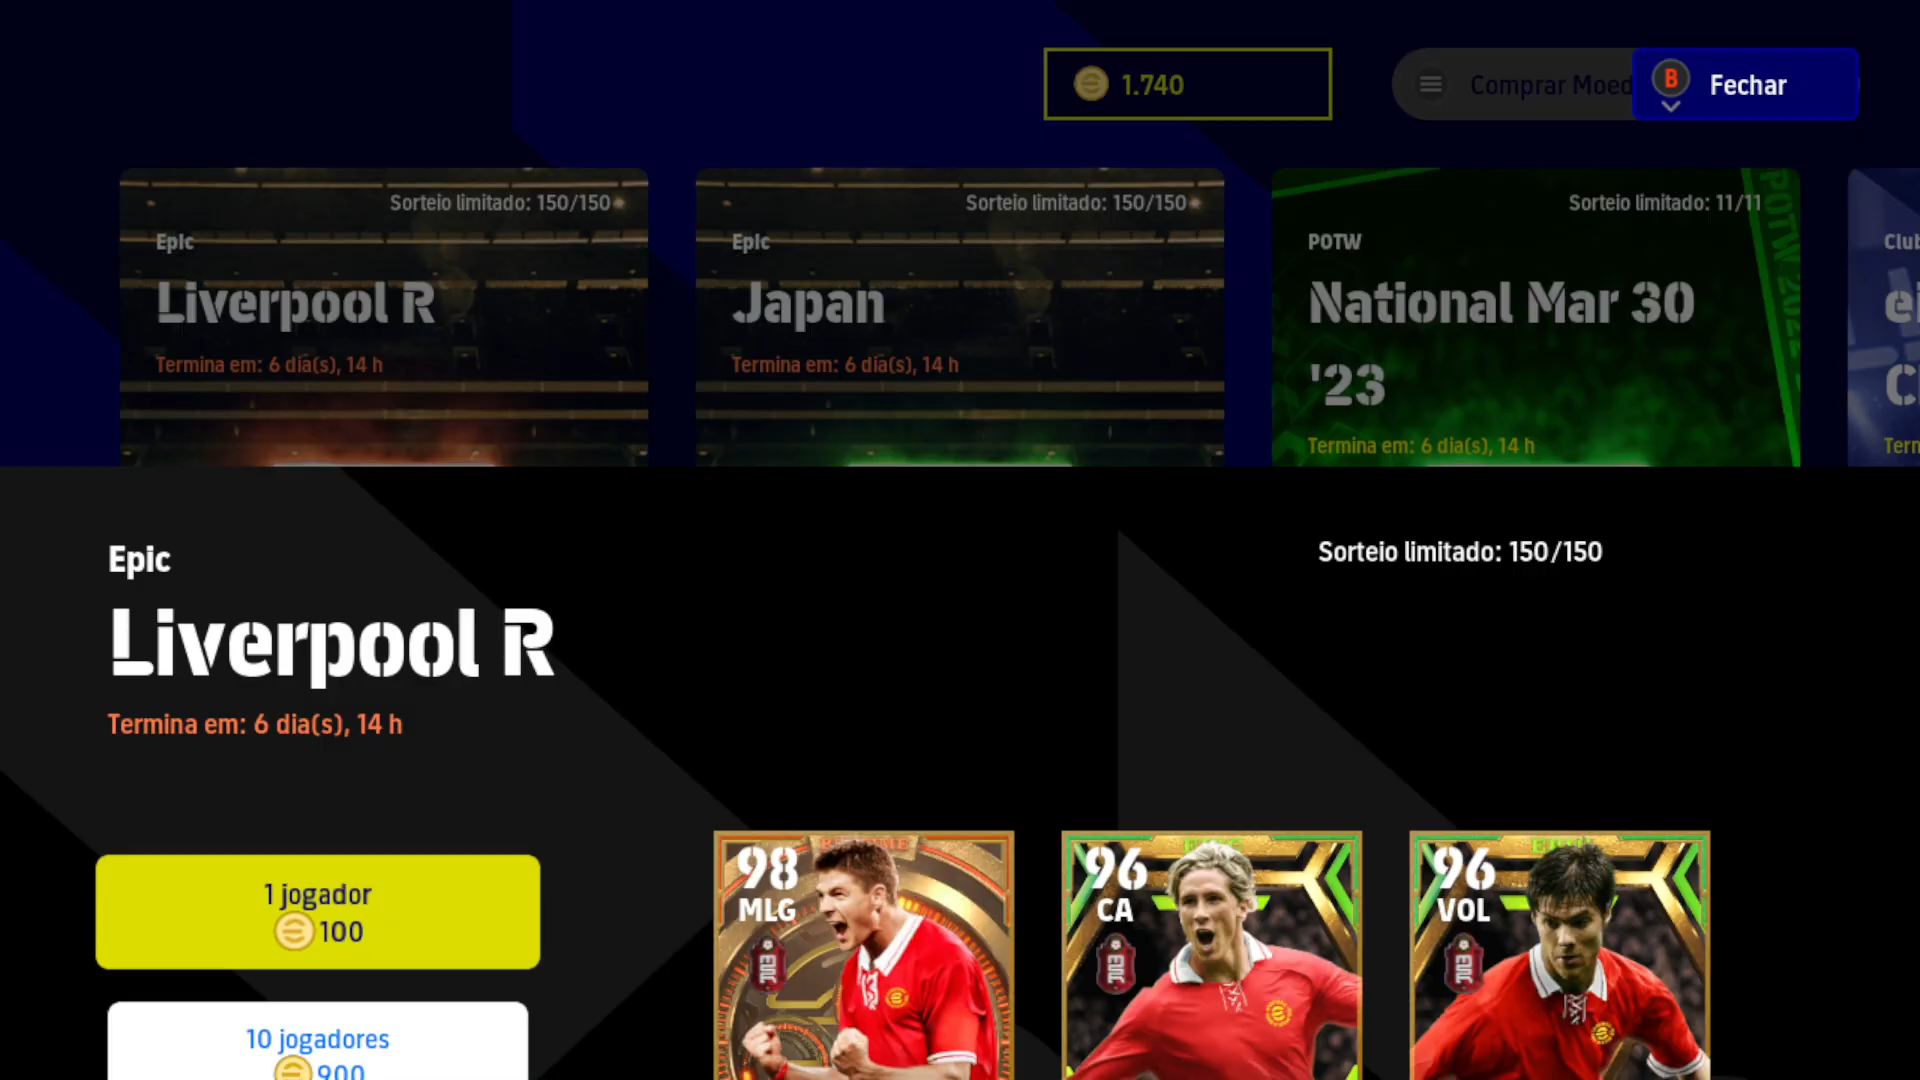 1.740
Comprar Moed
B
Fechar
Sorteio limitado: 150/150
Epic
Liverpool R
Termina em: 6 dia(s), 14 h
Sorteio limitado: 150/150
Epic
Japan
Termina em: 6 dia(s), 14 h
Sorteio limitado: 11/11
POTW
National Mar 30
'23
Termina em: 6 dia(s), 14 h
Club
Term
Epic
Liverpool R
Termina em: 6 dia(s), 14 h
Sorteio limitado: 150/150
1 jogador
100
10 jogadores
900
98
MLG
96
CA
96
VOL